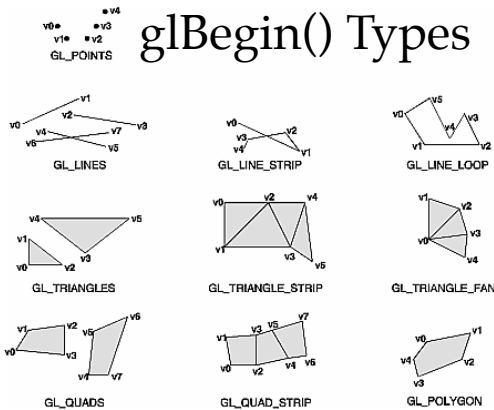 glBegin() Types
v4
v0 v3
v1 v2
GL_POINTS
v1
v2
v0 v3
v4 v7
v6 v5
GL_LINES
v0
v2
v3
v1
GL_LINE_STRIP
v5
v0 v3
v4
v1 v2
GL_LINE_LOOP
v4 v5
v1
v3
v0 v2
GL_TRIANGLES
v0 v2 v4
v1 v3
v5
GL_TRIANGLE_STRIP
v1
v2
v0 v3
v4
GL_TRIANGLE_FAN
v6
v1 v2 v5
v0 v3
v4 v7
GL_QUADS
v7
v1 v3 v5
v6
v0 v2 v4
GL_QUAD_STRIP
v1
v0
v4 v2
v3
GL_POLYGON